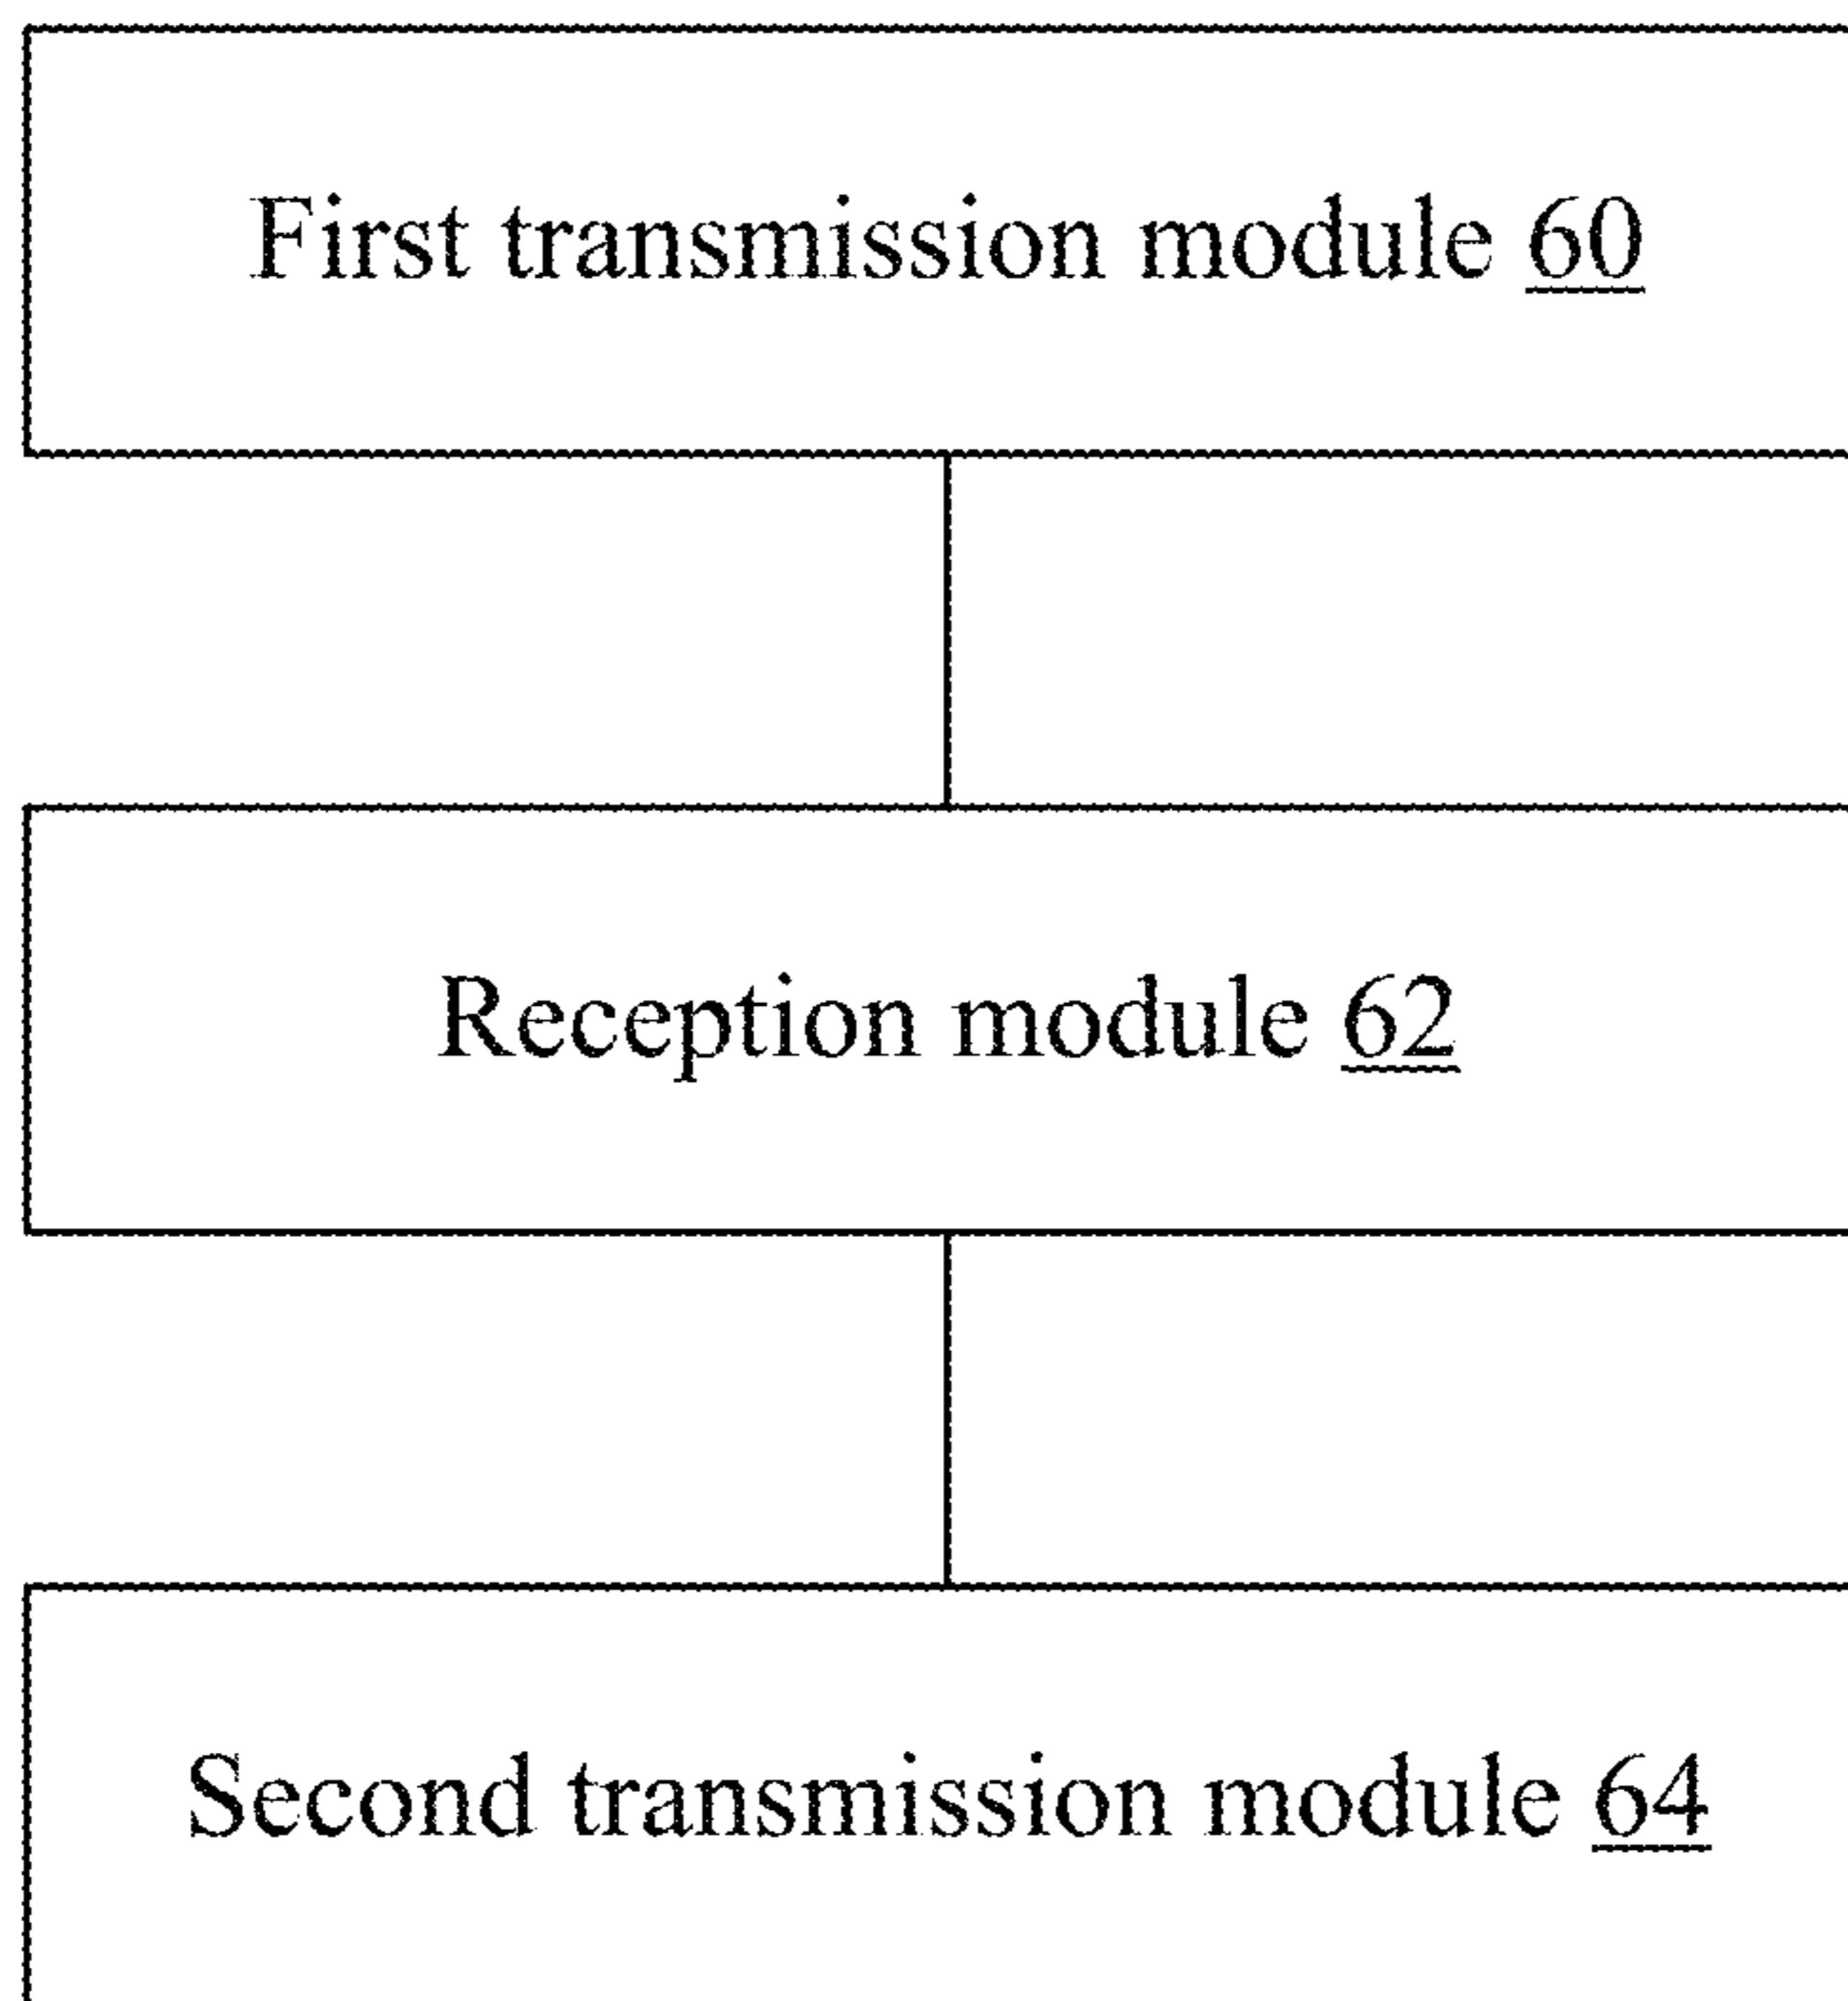 First transmission module 60
Reception module 62
Second transmission module 64